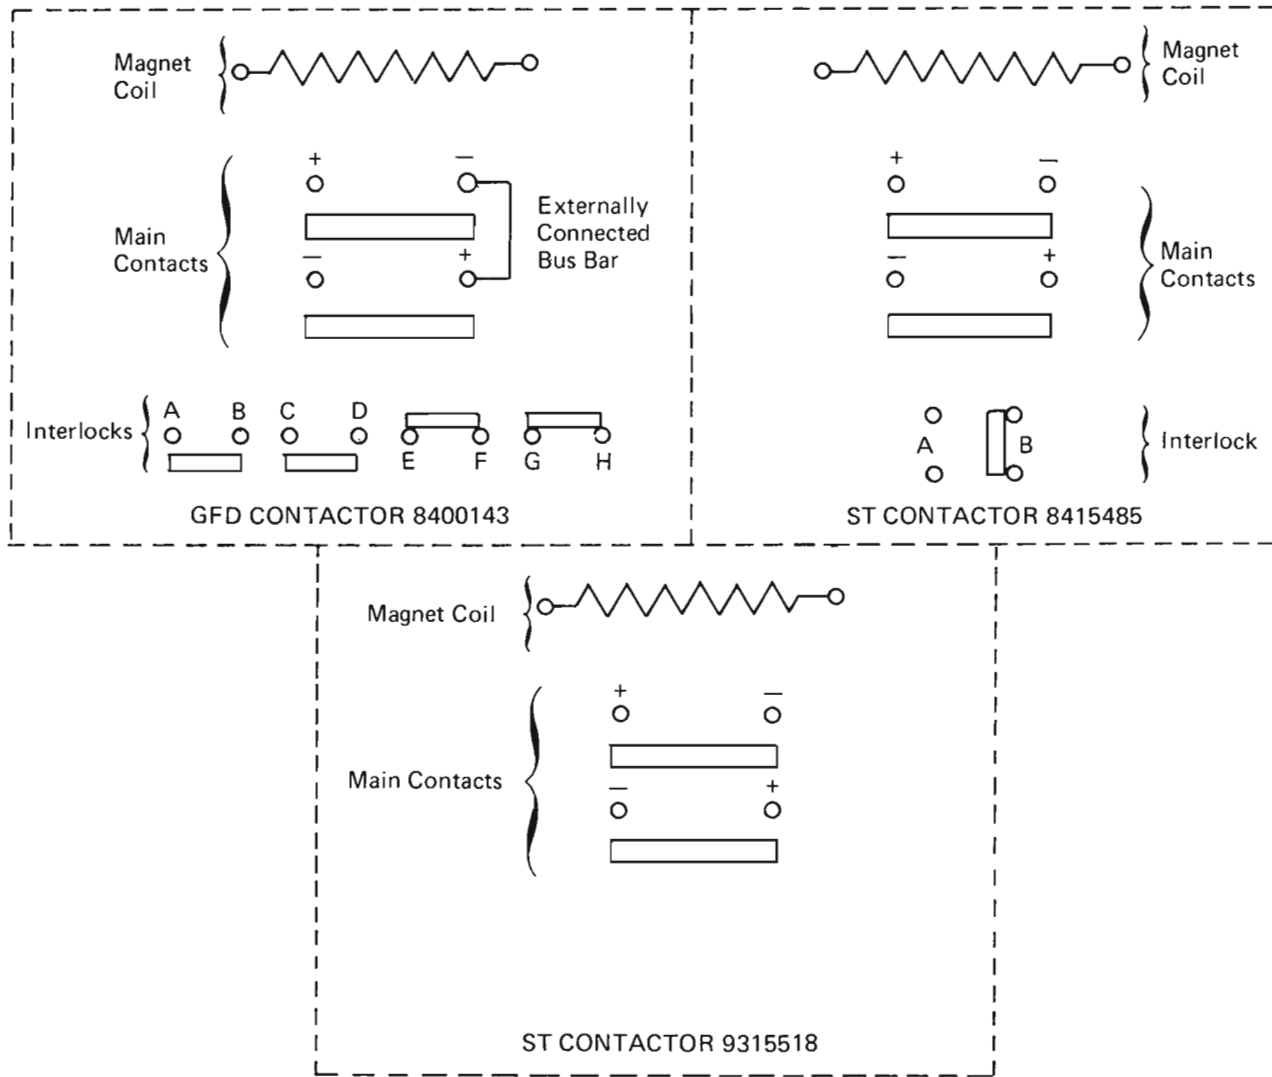 Magnet
Coil
+
—
Main
Contacts
Externally
Connected
Bus Bar
—
+
Interlocks
A B C D
E F G H
GFD CONTACTOR 8400143
Magnet
Coil
+
—
—
+
Main
Contacts
A
B
Interlock
ST CONTACTOR 8415485
Magnet Coil
+
—
Main Contacts
—
+
ST CONTACTOR 9315518